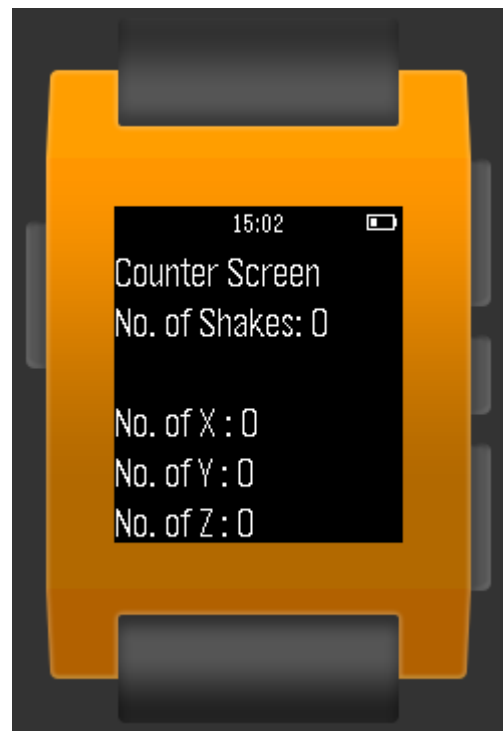 15:02
Counter Screen
No. of Shakes: 0
No. of X : 0
No. of Y : 0
No. of Z : 0